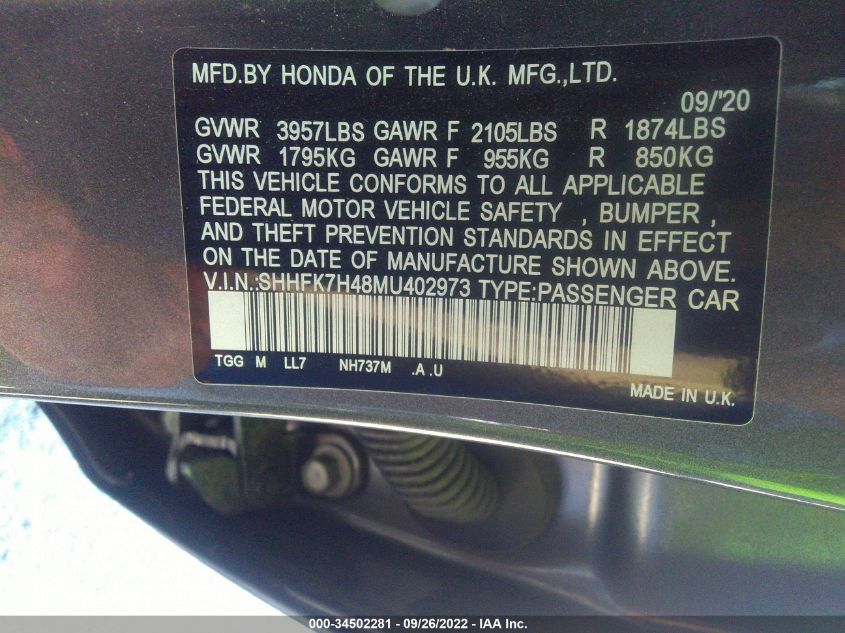 MFD.BY HONDA OF THE U.K. MFG.,LTD.
09/'20
GVWR 3957LBS GAWR F 2105LBS R 1874LBS
GVWR 1795KG GAWR F 955KG R 850KG
THIS VEHICLE CONFORMS TO ALL APPLICABLE
FEDERAL MOTOR VEHICLE SAFETY , BUMPER ,
AND THEFT PREVENTION STANDARDS IN EFFECT
ON THE DATE OF MANUFACTURE SHOWN ABOVE.
V.I.N.:SHHFK7H48MU402973 TYPE:PASSENGER CAR
TGG M LL7 NH737M .A .U
MADE IN U.K.
000-34502281 - 09/26/2022 - IAA Inc.